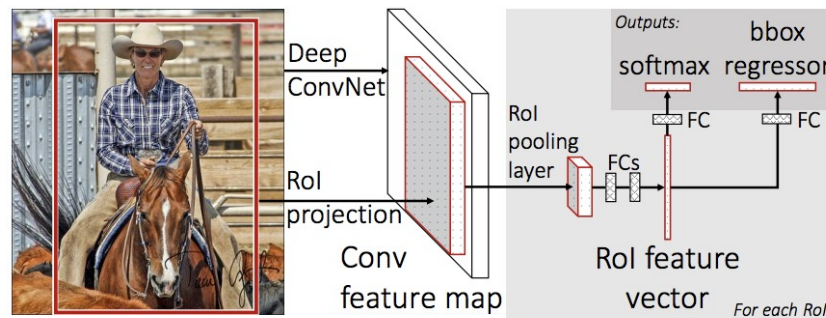 Deep
ConvNet
RoI
projection
Conv
feature map
RoI
pooling
layer
FCs
RoI feature
vector
For each RoI
Outputs:
softmax
bbox
regressor
FC
FC